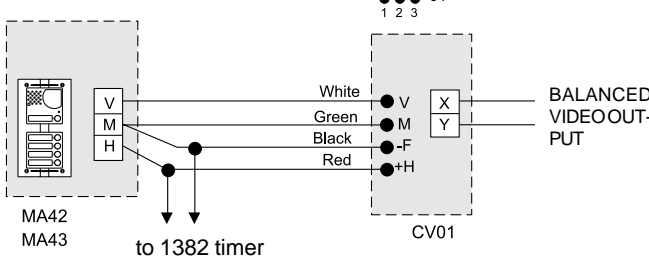 1 2 3
V
M
H
White
Green
Black
Red
V
M
-F
+H
X
Y
BALANCED
VIDEO OUT-
PUT
MA42
MA43
to 1382 timer
CV01